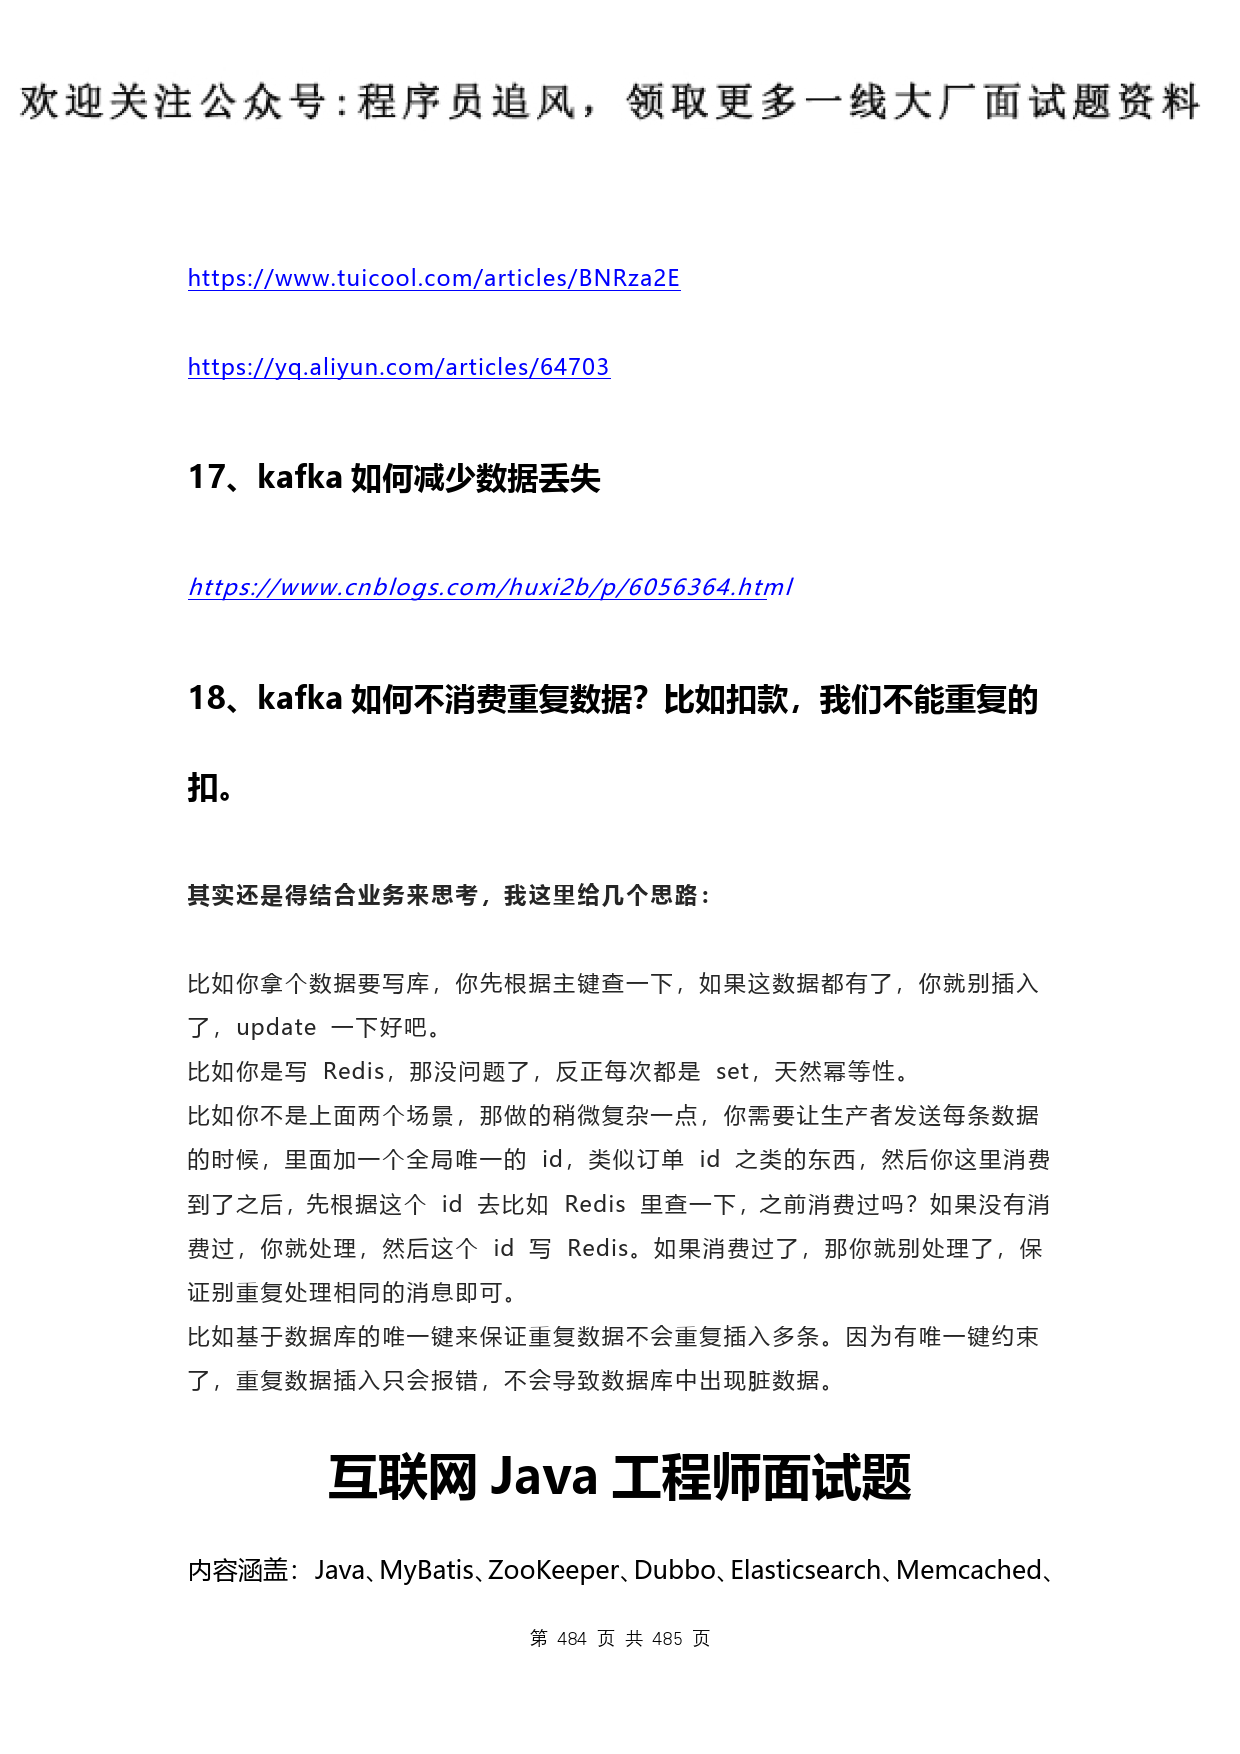 欢迎关注公众号:程序员追风，领取更多一线大厂面试题资料
https://www.tuicool.com/articles/BNRza2E
https://yq.aliyun.com/articles/64703
17、kafka 如何减少数据丢失
https://www.cnblogs.com/huxi2b/p/6056364.html
18、kafka 如何不消费重复数据？比如扣款，我们不能重复的
扣。
其实还是得结合业务来思考，我这里给几个思路：
比如你拿个数据要写库，你先根据主键查一下，如果这数据都有了，你就别插入
了，update 一下好吧。
比如你是写 Redis，那没问题了，反正每次都是 set，天然幂等性。
比如你不是上面两个场景，那做的稍微复杂一点，你需要让生产者发送每条数据
的时候，里面加一个全局唯一的 id，类似订单 id 之类的东西，然后你这里消费
到了之后，先根据这个 id 去比如 Redis 里查一下，之前消费过吗？如果没有消
费过，你就处理，然后这个 id 写 Redis。如果消费过了，那你就别处理了，保
证别重复处理相同的消息即可。
比如基于数据库的唯一键来保证重复数据不会重复插入多条。因为有唯一键约束
了，重复数据插入只会报错，不会导致数据库中出现脏数据。
互联网 Java 工程师面试题
内容涵盖：Java、MyBatis、ZooKeeper、Dubbo、Elasticsearch、Memcached、
第 484 页 共 485 页